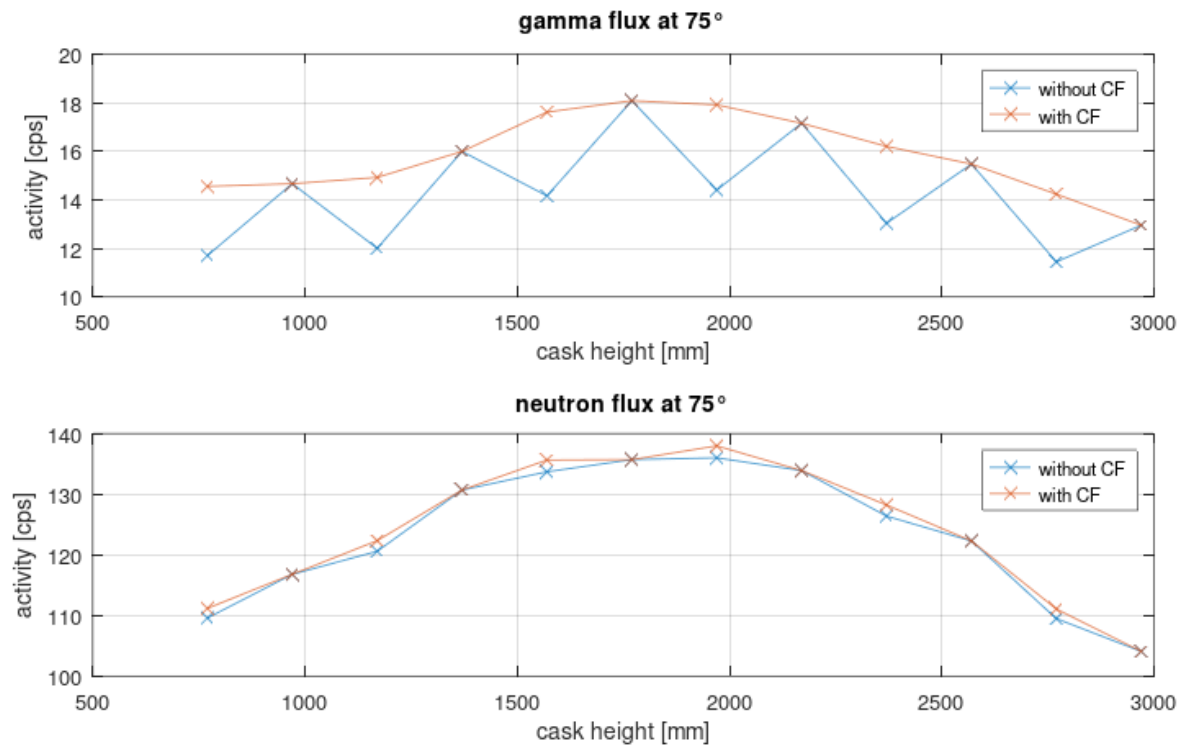 gamma flux at 75°
20
18
16
14
12
10
activity [cps]
without CF
with CF
500 1000 1500 2000 2500 3000
cask height [mm]
neutron flux at 75°
140
130
120
110
100
activity [cps]
without CF
with CF
500 1000 1500 2000 2500 3000
cask height [mm]